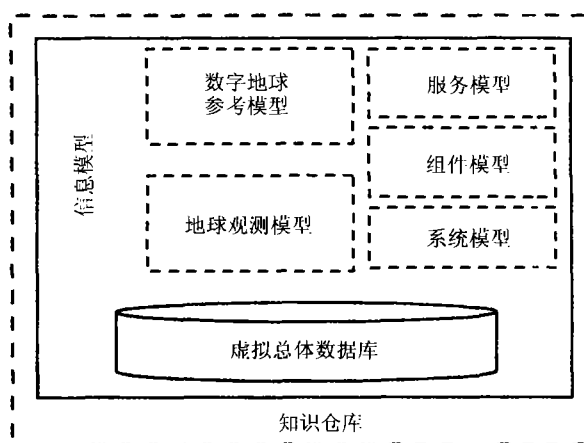 数字地球
参考模型
服务模型
信息模型
组件模型
地球观测模型
系统模型
虚拟总体数据库
知识仓库